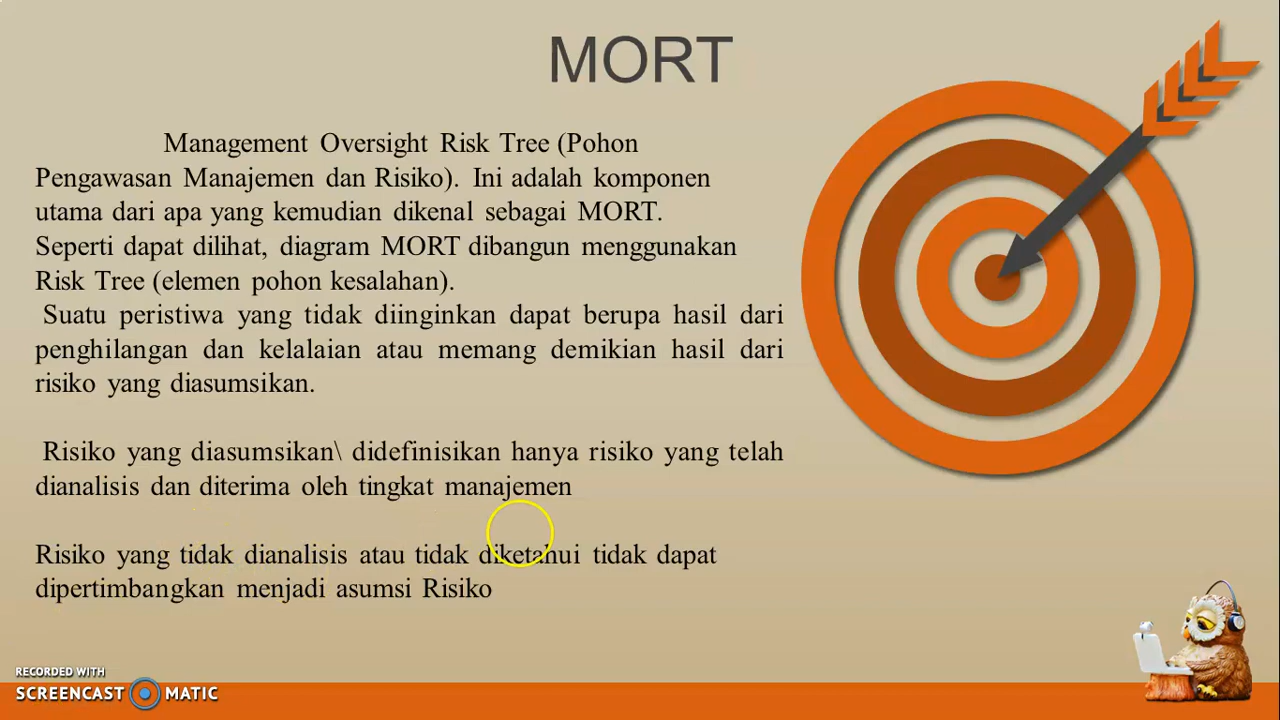 MORT
Management Oversight Risk Tree (Pohon
Pengawasan Manajemen dan Risiko). Ini adalah komponen
utama dari apa yang kemudian dikenal sebagai MORT.
Seperti dapat dilihat, diagram MORT dibangun menggunakan
Risk Tree (elemen pohon kesalahan).
Suatu peristiwa yang tidak diinginkan dapat berupa hasil dari
penghilangan dan kelalaian atau memang demikian hasil dari
risiko yang diasumsikan.
Risiko yang diasumsikan\ didefinisikan hanya risiko yang telah
dianalisis dan diterima oleh tingkat manajemen
Risiko yang tidak dianalisis atau tidak diketahui tidak dapat
dipertimbangkan menjadi asumsi Risiko
RECORDED WITH
SCREENCAST MATIC